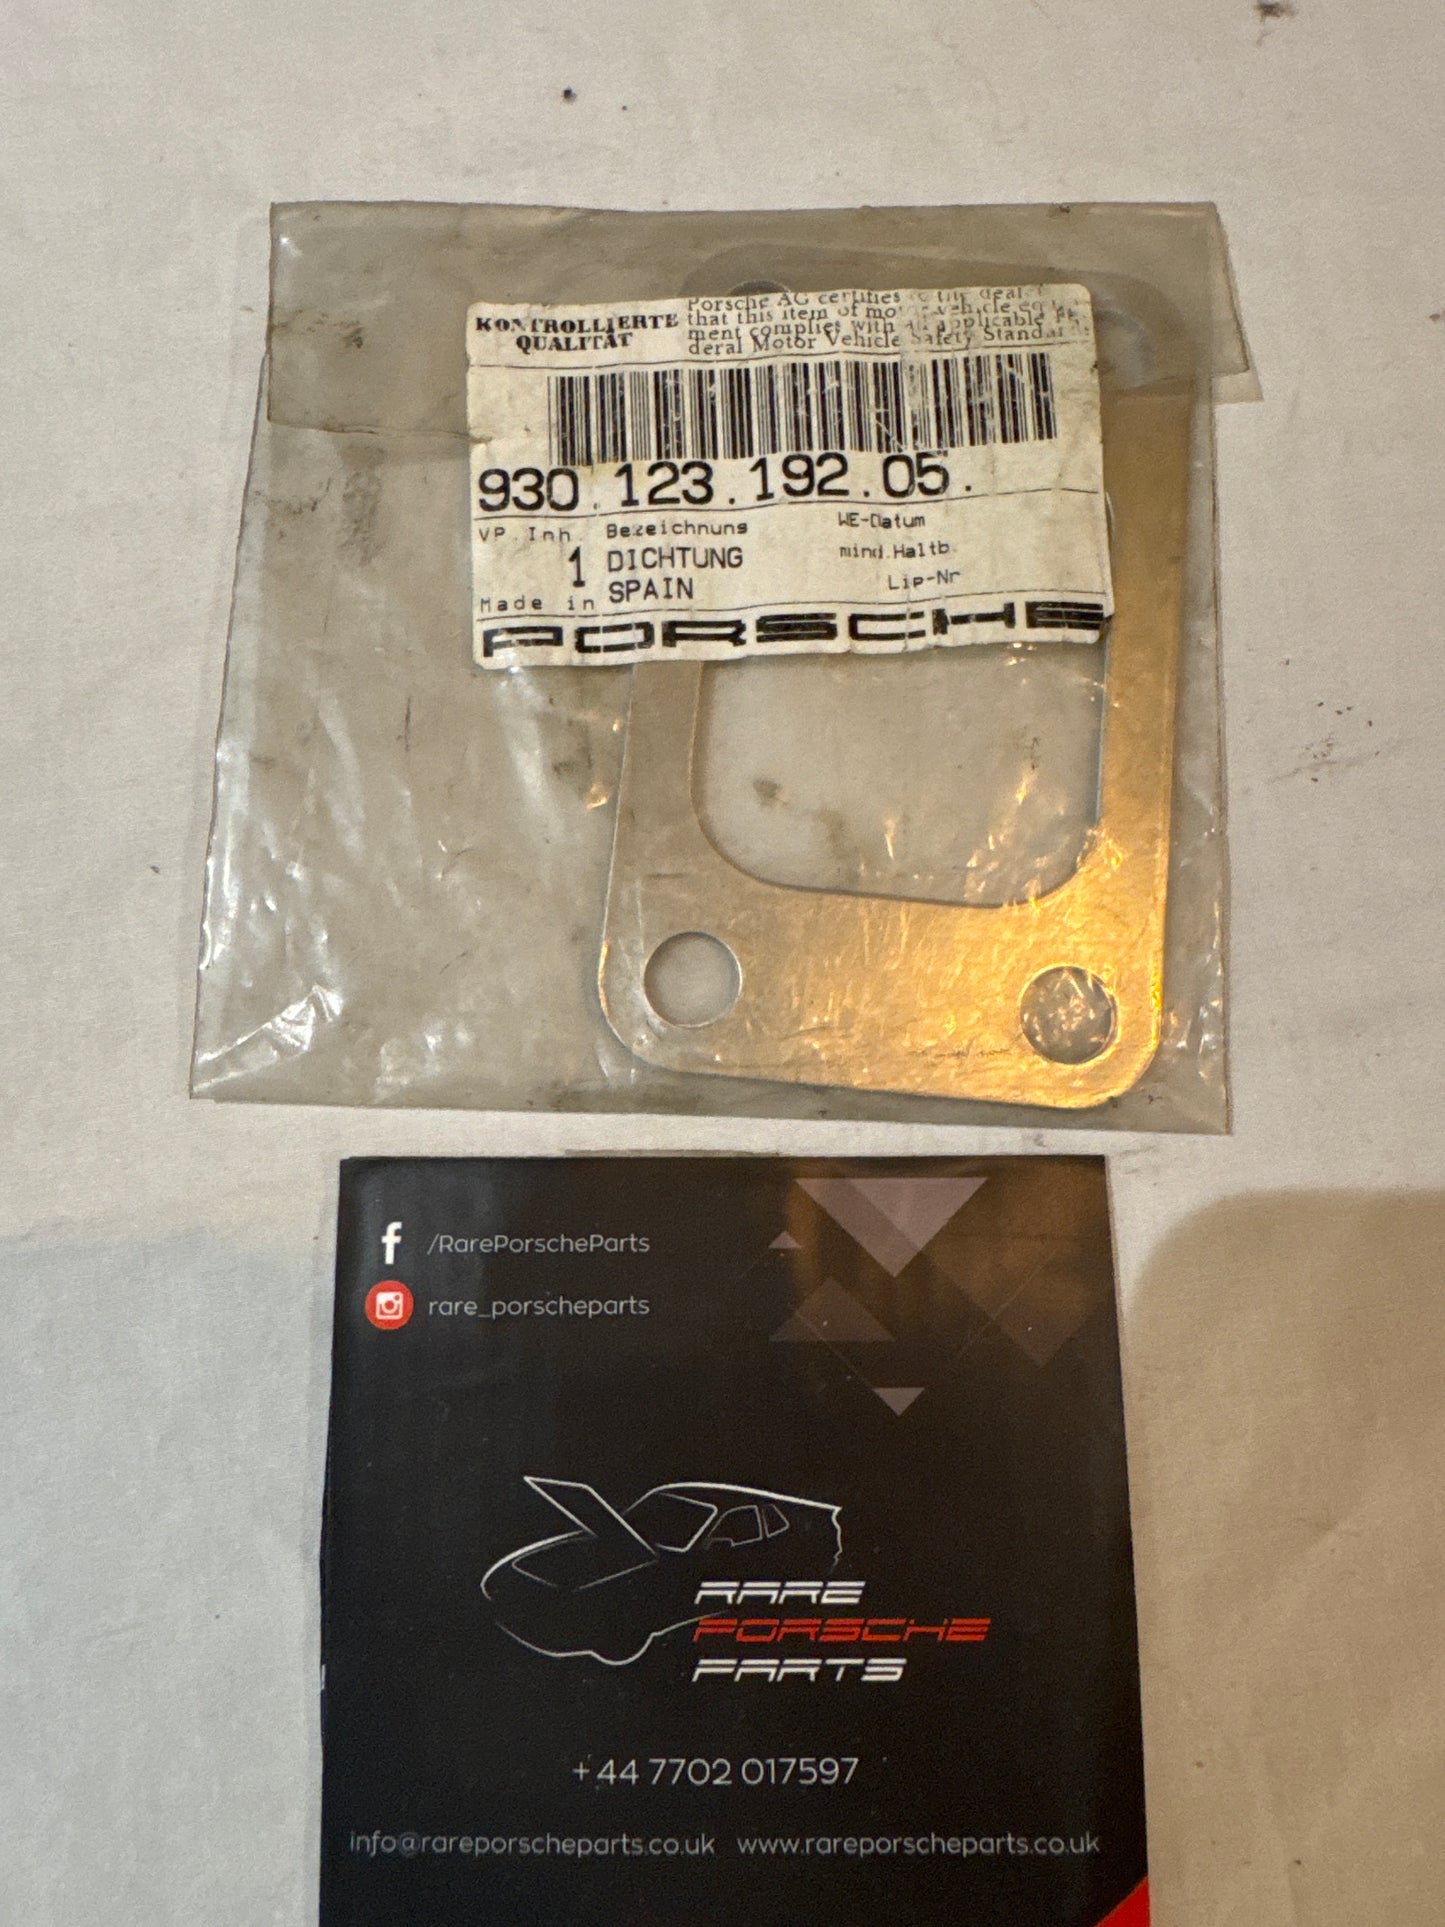 KONTROLLIERTE
QUALITÄT
Porsche AG certifies to the dealer
that this item of motor vehicle equip
ment complies with all applicable Fe
deral Motor Vehicle Safety Standards
930.123.192.05.
VP.Inh. Bezeichnung WE-Datum
1 DICHTUNG mind.Haltb.
Made in SPAIN Lip-Nr
PORSCHE
/RarePorscheParts
rare_porscheparts
RARE
PORSCHE
PARTS
+44 7702 017597
info@rareporscheparts.co.uk www.rareporscheparts.co.uk